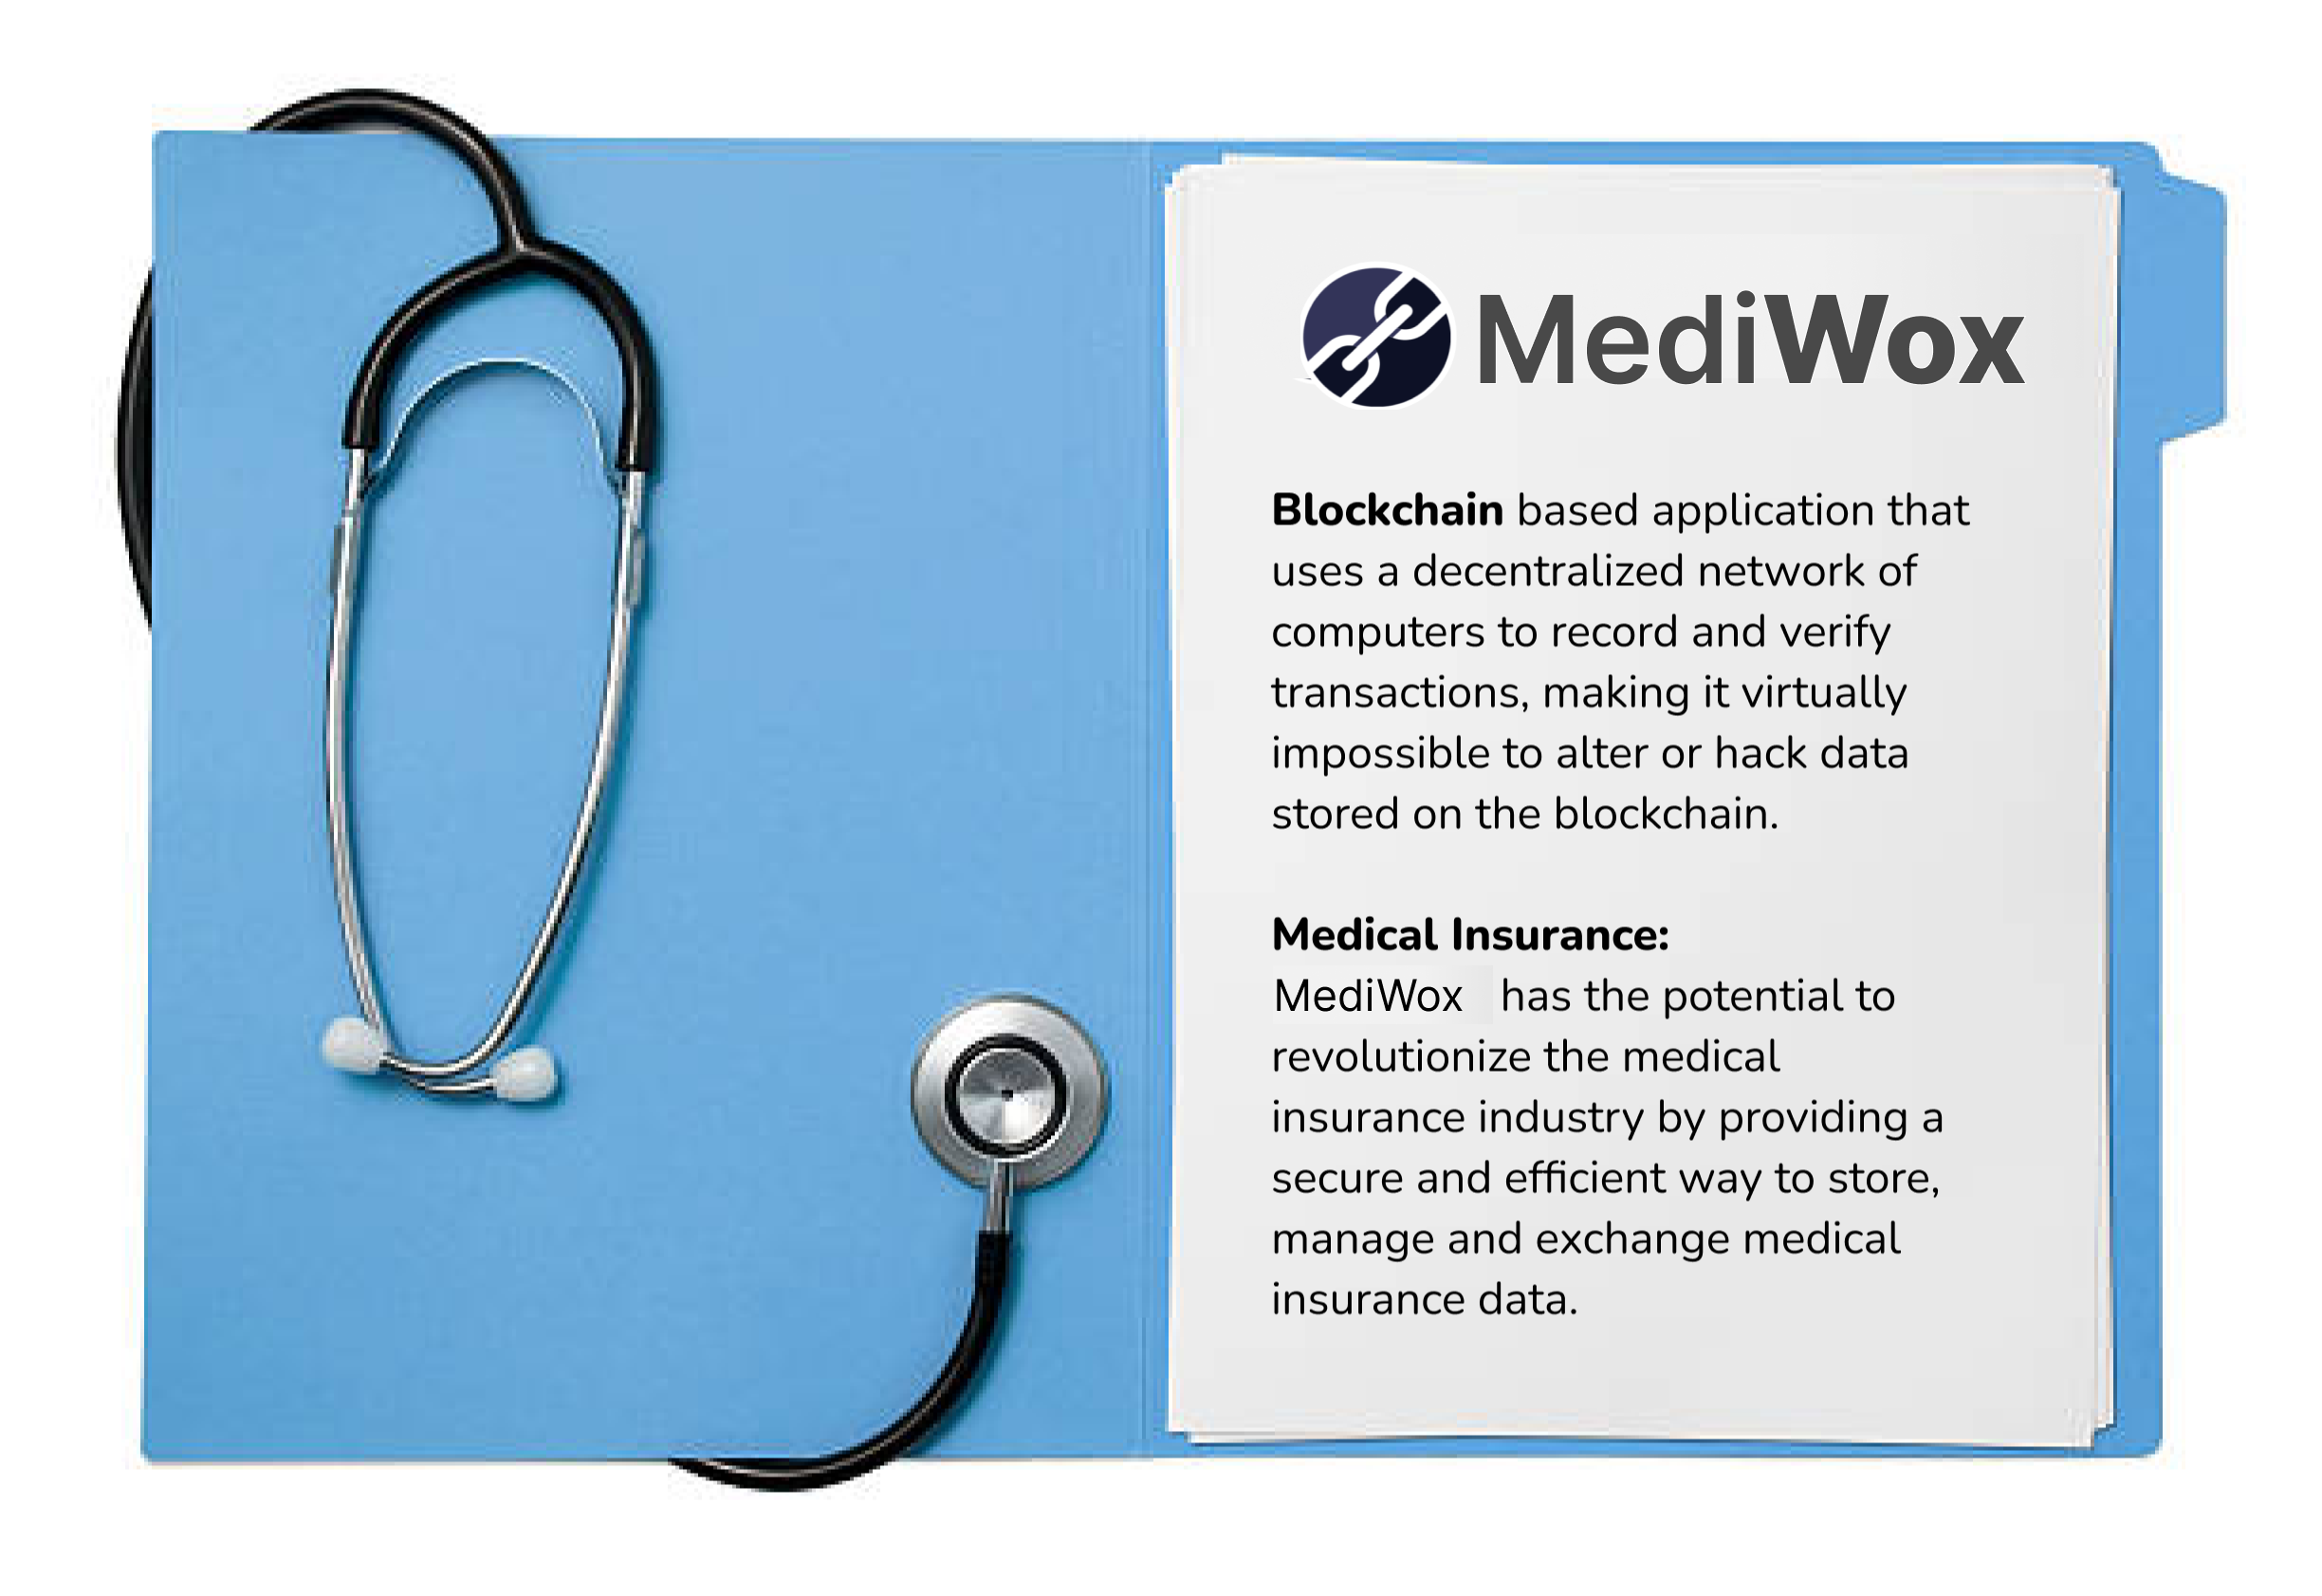 MediWox
Blockchain based application that
uses a decentralized network of
computers to record and verify
transactions, making it virtually
impossible to alter or hack data
stored on the blockchain.
Medical Insurance:
MediWox has the potential to
revolutionize the medical
insurance industry by providing a
secure and efficient way to store,
manage and exchange medical
insurance data.